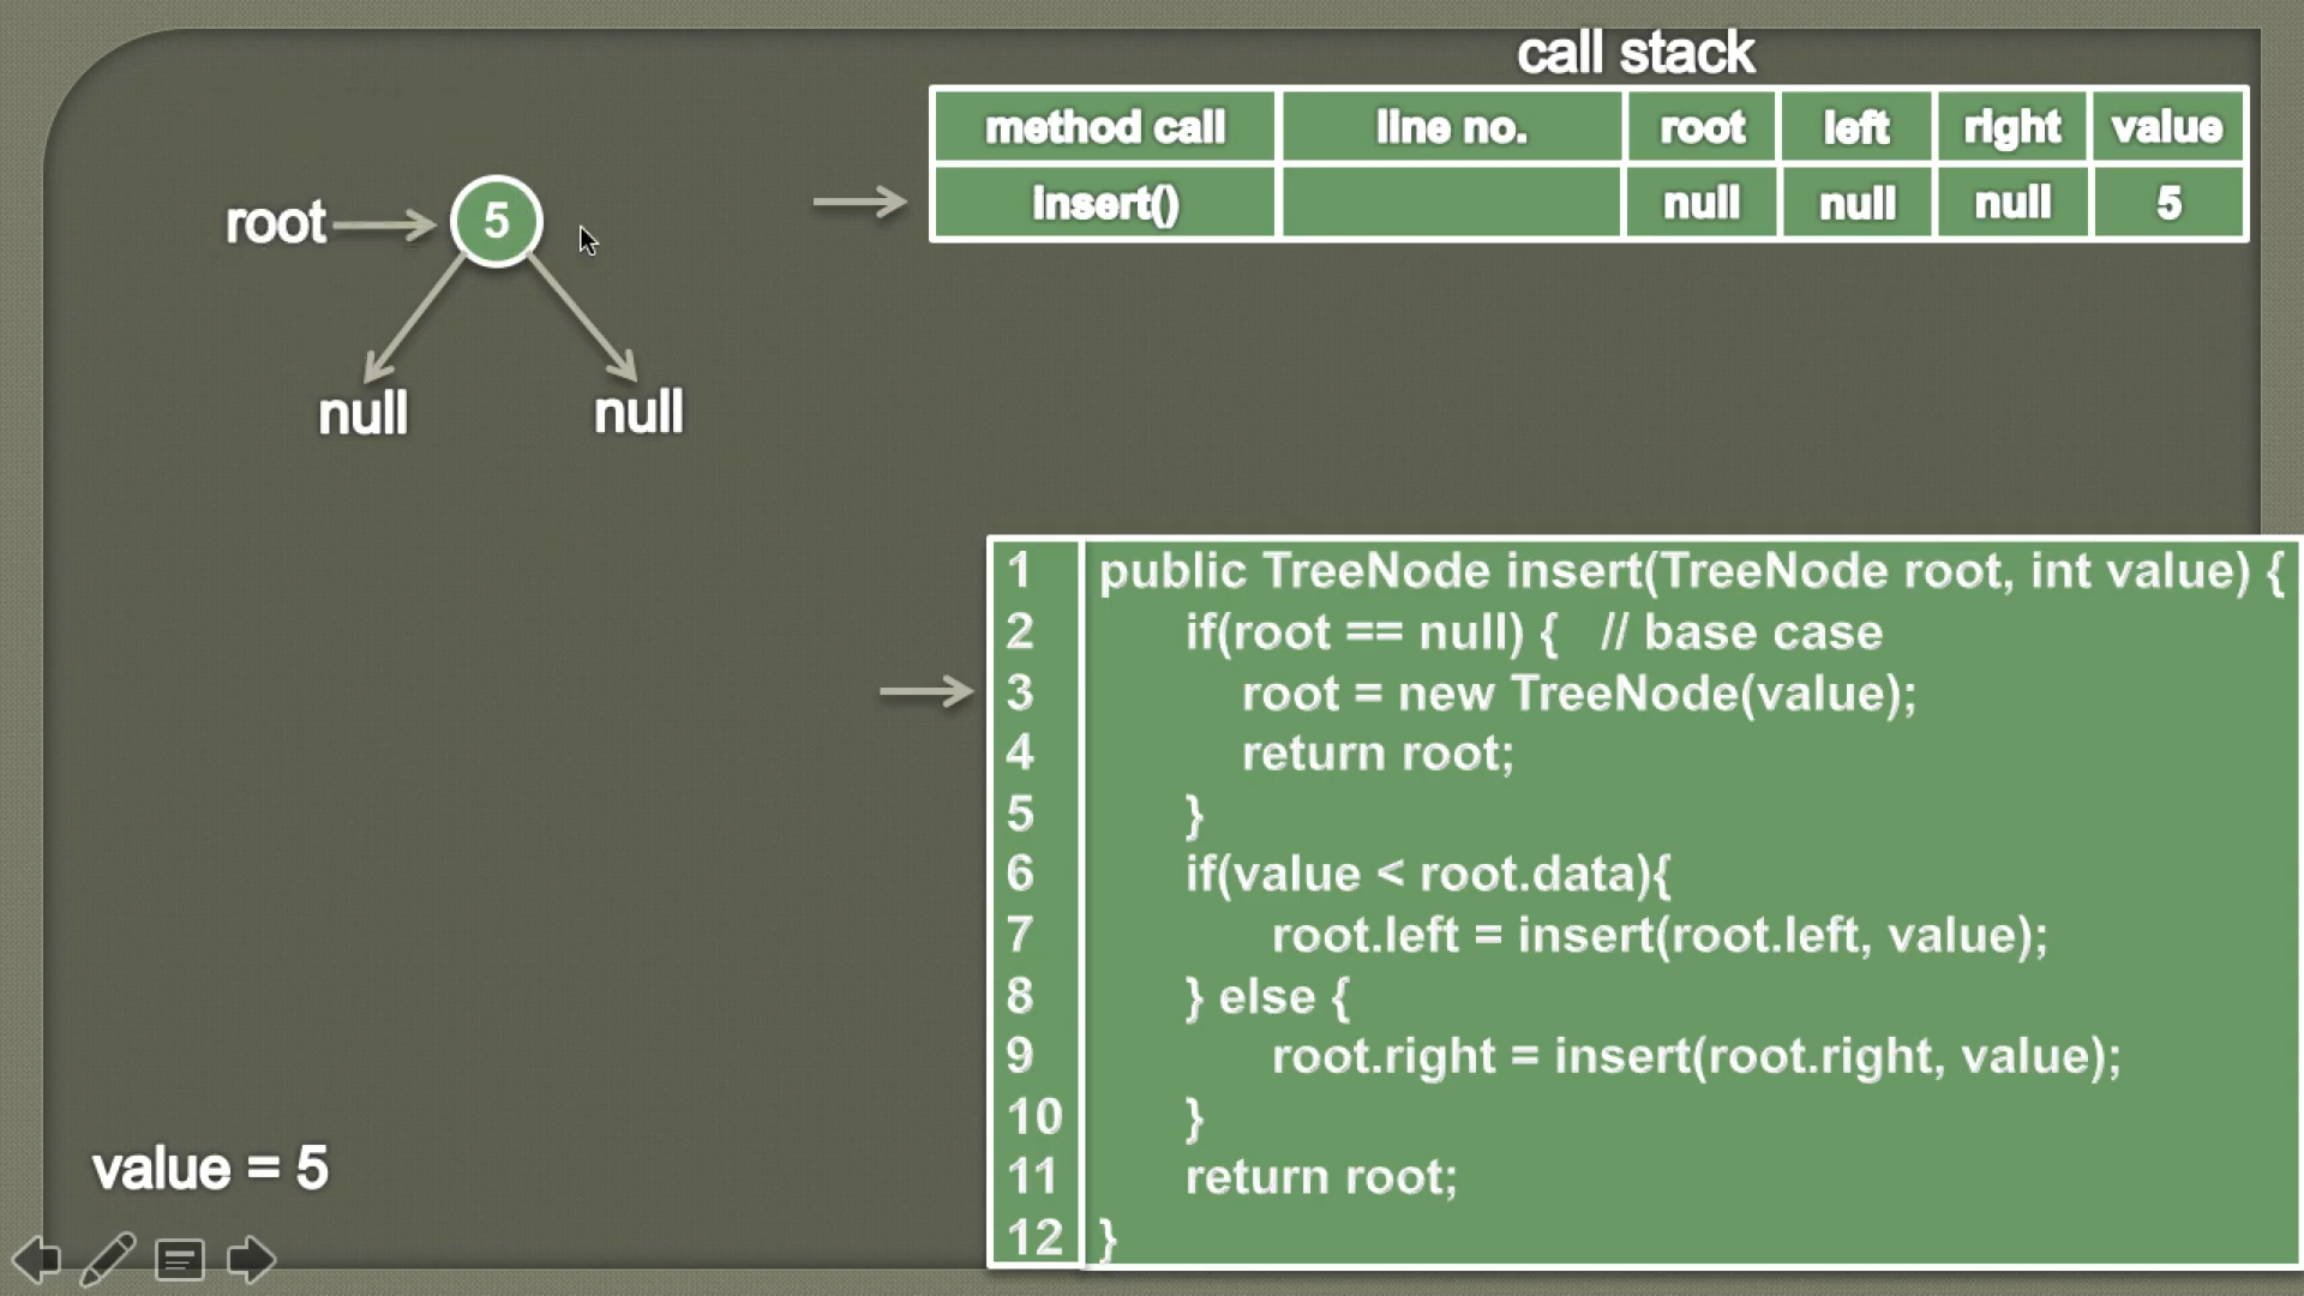 call stack
method call line no. root left right value
insert() null null null 5
root 5
null null
1 public TreeNode insert(TreeNode root, int value) {
2 if(root == null) { // base case
3 root = new TreeNode(value);
4 return root;
5 }
6 if(value < root.data){
7 root.left = insert(root.left, value);
8 } else {
9 root.right = insert(root.right, value);
10 }
11 return root;
12 }
value = 5